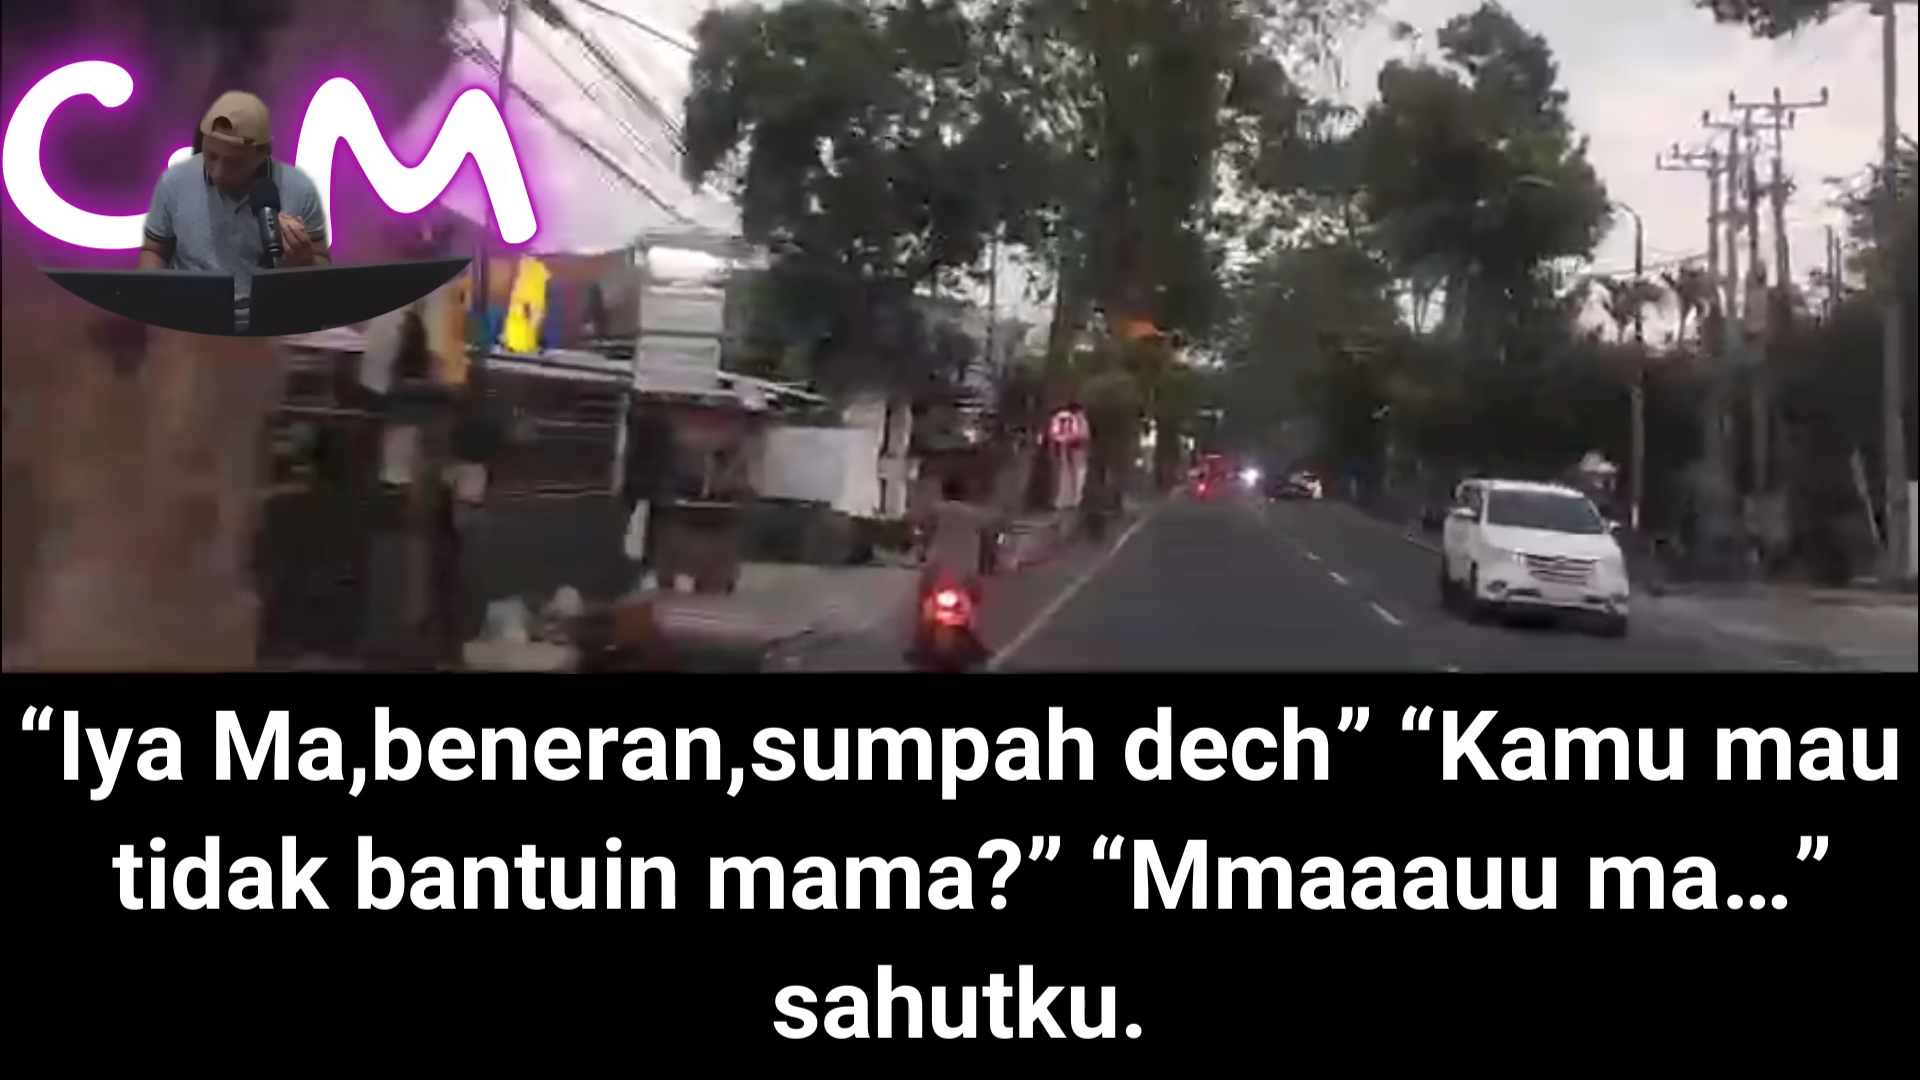 C M
“Iya Ma,beneran,sumpah dech” “Kamu mau
tidak bantuin mama?” “Mmaaauu ma...”
sahutku.